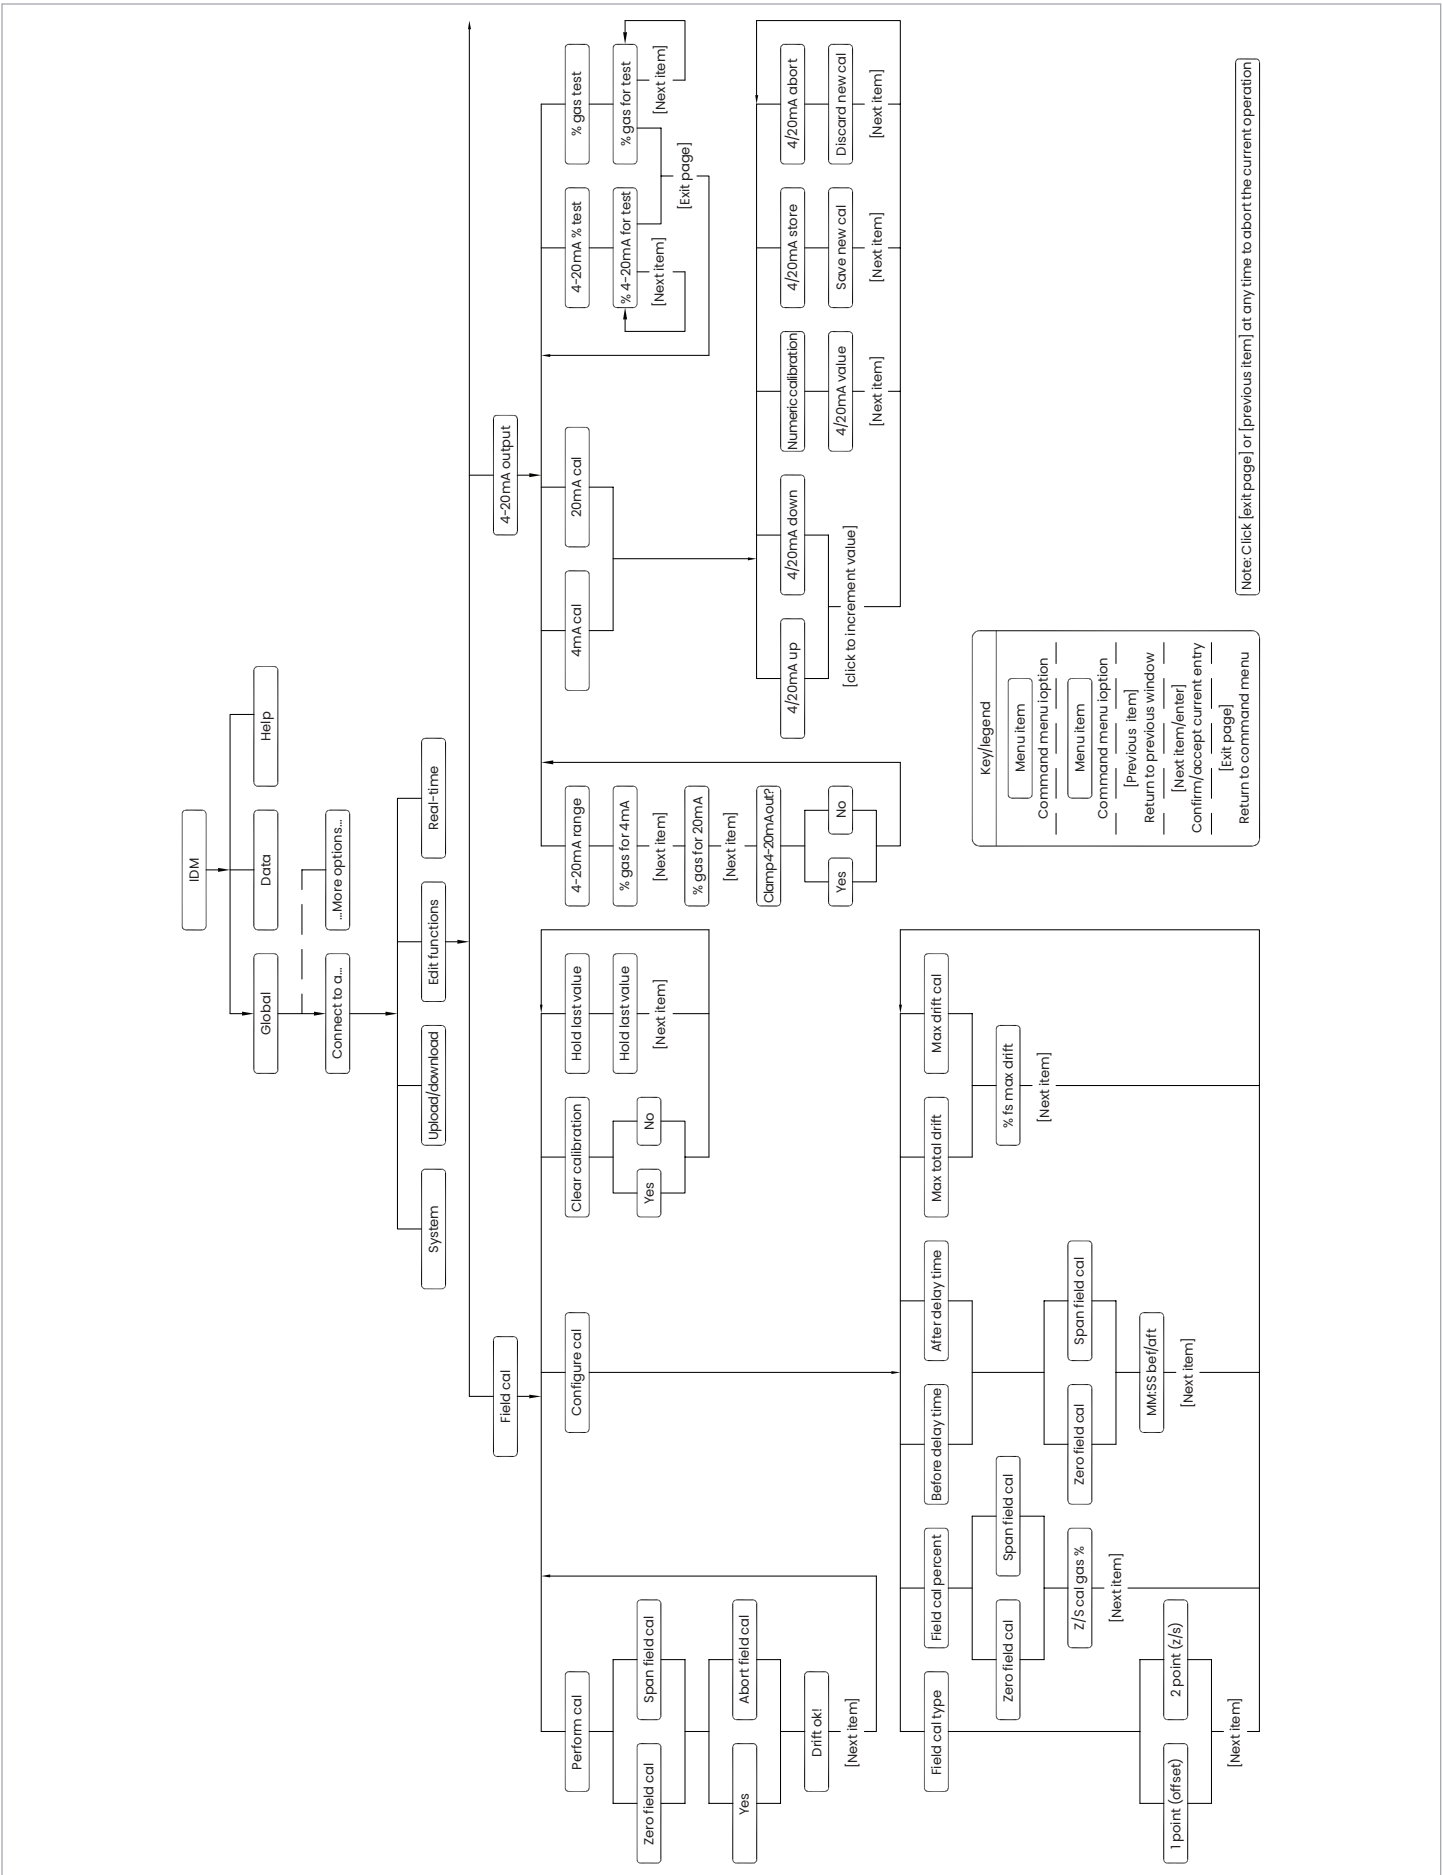 IDM
Global
Data
Help
Connect to a...
...More options...
System
Upload/download
Edit functions
Real-time
Field cal
4-20mA output
Perform cal
Zero field cal
Span field cal
Yes
Abort field cal
Drift ok!
[Next item]
Configure cal
Clear calibration
Yes
No
Hold last value
Hold last value
[Next item]
4-20mA range
% gas for 4mA
[Next item]
% gas for 20mA
[Next item]
Clamp4-20mAout?
Yes
No
4mA cal
20mA cal
4-20mA % test
% 4-20mA for test
[Next item]
% gas test
% gas for test
[Next item]
[Exit page]
4/20mA up
4/20mA down
[click to increment value]
Numeric calibration
4/20mA value
[Next item]
4/20mA store
Save new cal
[Next item]
4/20mA abort
Discard new cal
[Next item]
Field cal type
1 point (offset)
2 point (z/s)
[Next item]
Field cal percent
Zero field cal
Span field cal
Z/S cal gas %
[Next item]
Before delay time
After delay time
Zero field cal
Span field cal
MM:SS bef/aft
[Next item]
Max total drift
Max drift cal
% fs max drift
[Next item]
Key/legend
Menu item
Command menu ioption
Menu item
Command menu ioption
[Previous item]
Return to previous window
[Next item/enter]
Confirm/accept current entry
[Exit page]
Return to command menu
Note: Click [exit page] or [previous item] at any time to abort the current operation